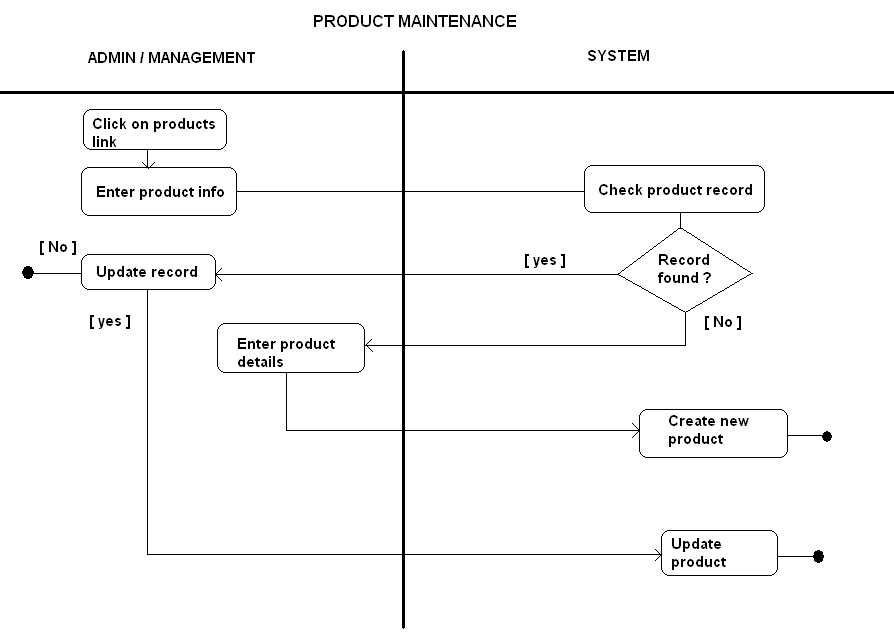 PRODUCT MAINTENANCE
ADMIN / MANAGEMENT
SYSTEM
Click on products
link
Enter product info
Check product record
[ No ]
Update record
[ yes ]
Record
found ?
[ yes ]
[ No ]
Enter product
details
Create new
product
Update
product